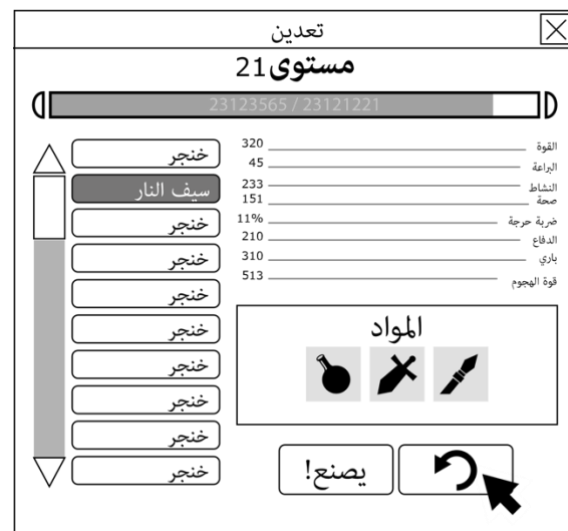 تعدين
مستوى21
23123565 / 23121221
خنجر
سيف النار
خنجر
خنجر
خنجر
خنجر
خنجر
خنجر
خنجر
خنجر
القوة 320
البراعة 45
النشاط 233
صحة 151
ضربة حرجة 11%
الدفاع 210
باري 310
قوة الهجوم 513
المواد
يصنع!